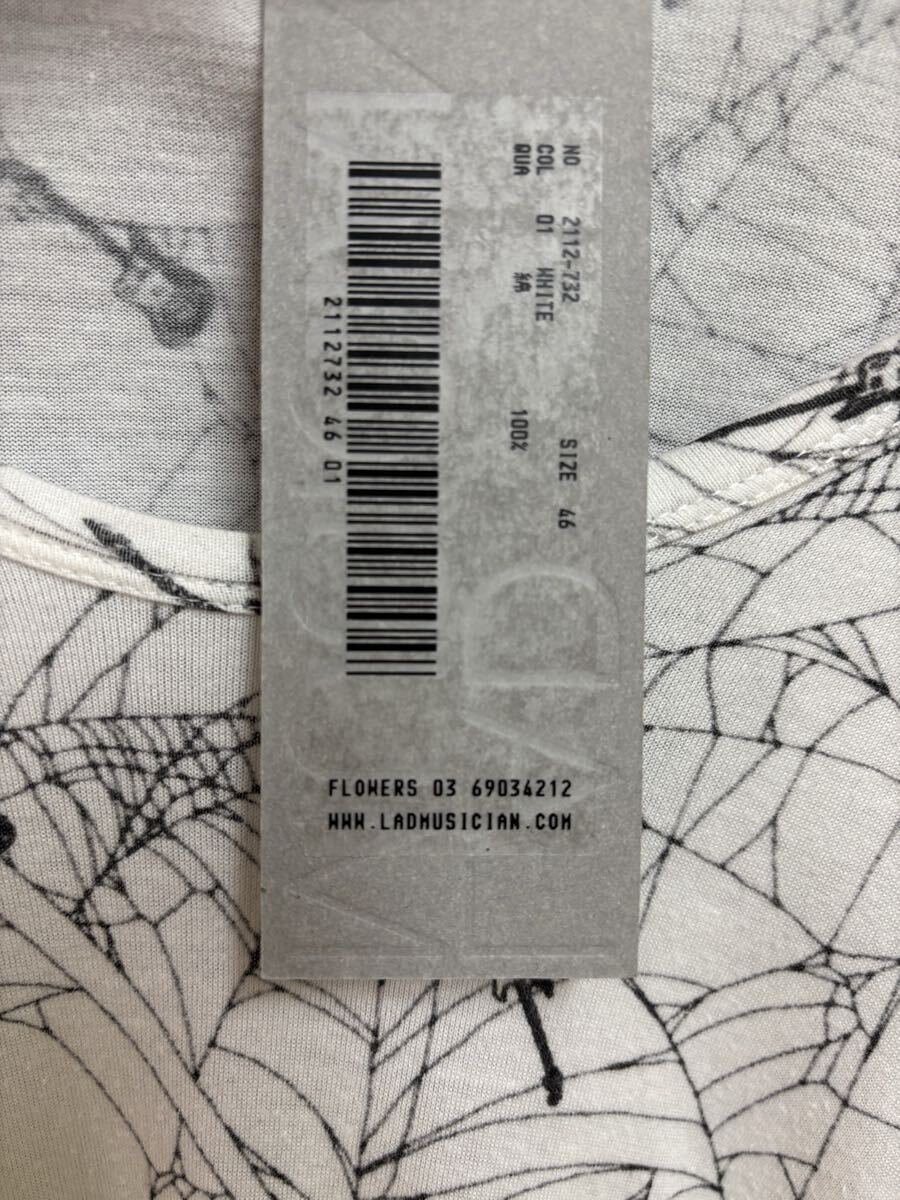 NO 2112-732 SIZE 46
COL 01 WHITE
QUA 綿 100%
2112732 46 01
FLOWERS 03 69034212
WWW.LADMUSICIAN.COM